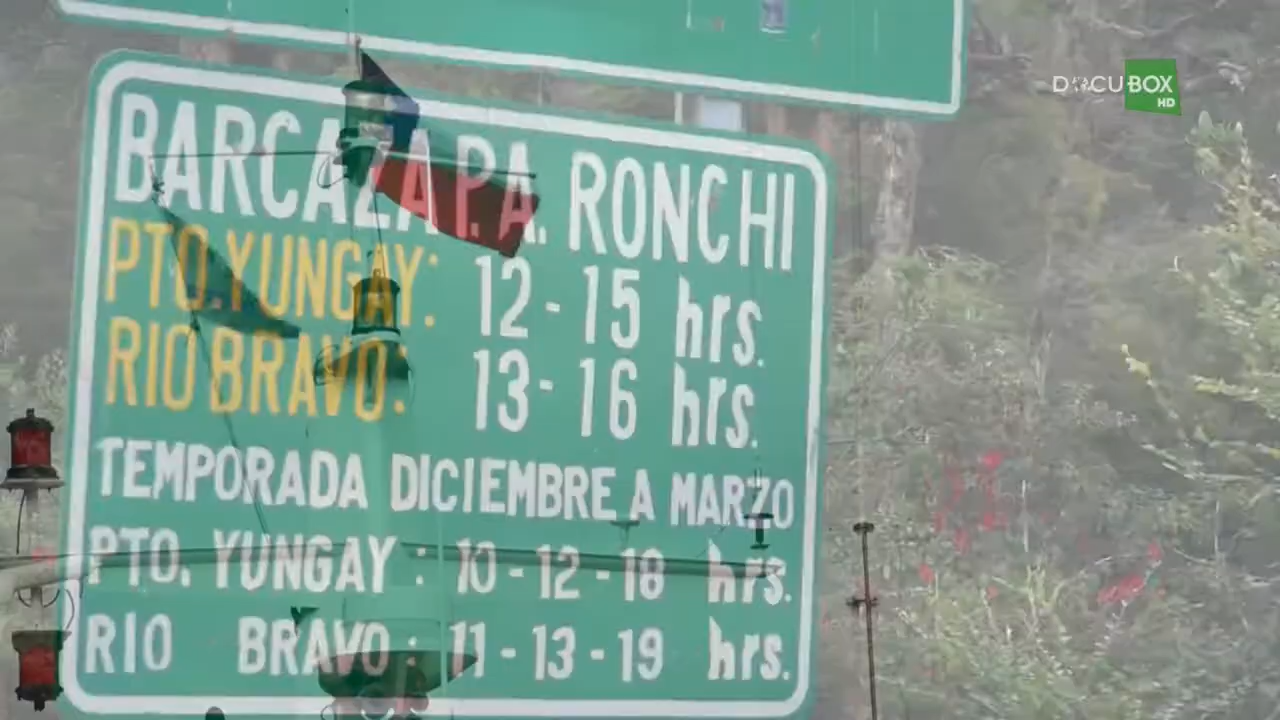 DOCUBOX
HD
BARCAZA P.A. RONCHI
PTO.YUNGAY: 12-15 hrs.
RIO BRAVO: 13-16 hrs.
TEMPORADA DICIEMBRE A MARZO
PTO. YUNGAY : 10-12-18 hrs.
RIO BRAVO : 11-13-19 hrs.